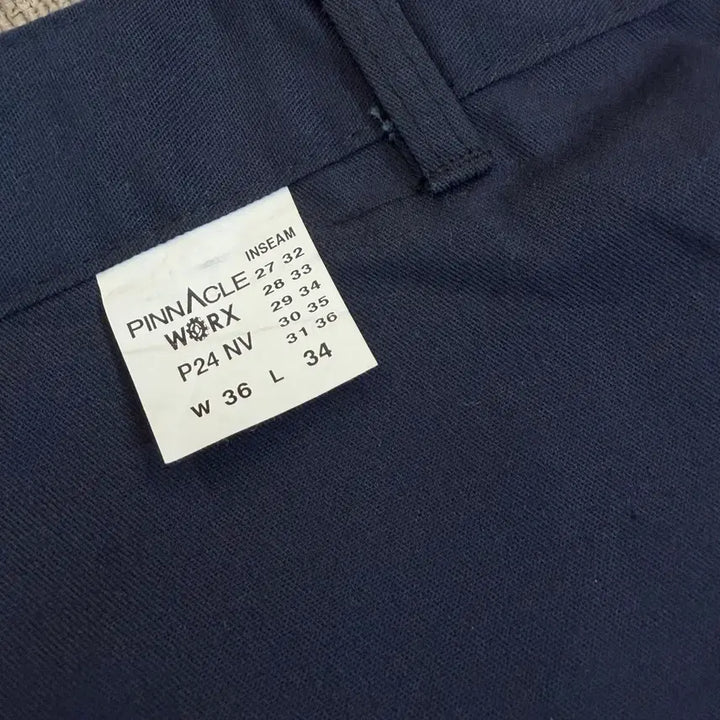 INSEAM
PINNACLE 27 32
WORX 28 33
29 34
P24 NV 30 35
31 36
W 36 L 34